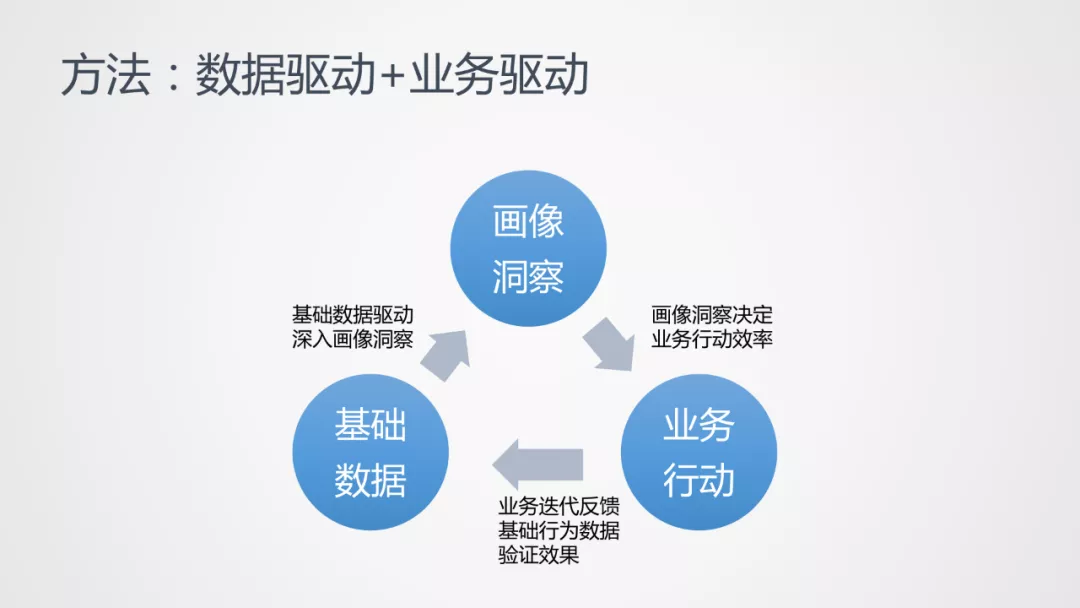 方法：数据驱动+业务驱动
画像
洞察
基础数据驱动
深入画像洞察
画像洞察决定
业务行动效率
基础
数据
业务
行动
业务迭代反馈
基础行为数据
验证效果